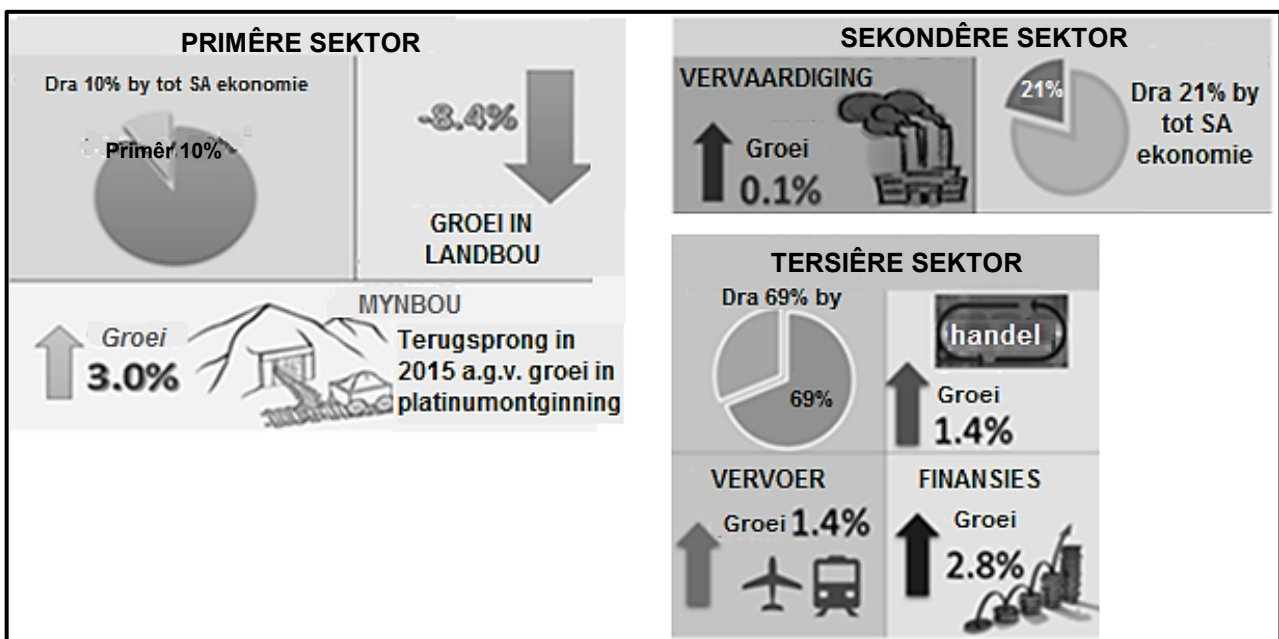 PRIMÊRE SEKTOR
Dra 10% by tot SA ekonomie
Primêr 10%
-8.4%
GROEI IN
LANDBOU
MYNBOU
Groei
3.0%
Terugsprong in
2015 a.g.v. groei in
platinumontginning
SEKONDÊRE SEKTOR
VERVAARDIGING
Groei
0.1%
21%
Dra 21% by
tot SA
ekonomie
TERSIÊRE SEKTOR
Dra 69% by
69%
handel
Groei
1.4%
VERVOER
Groei 1.4%
FINANSIES
Groei
2.8%